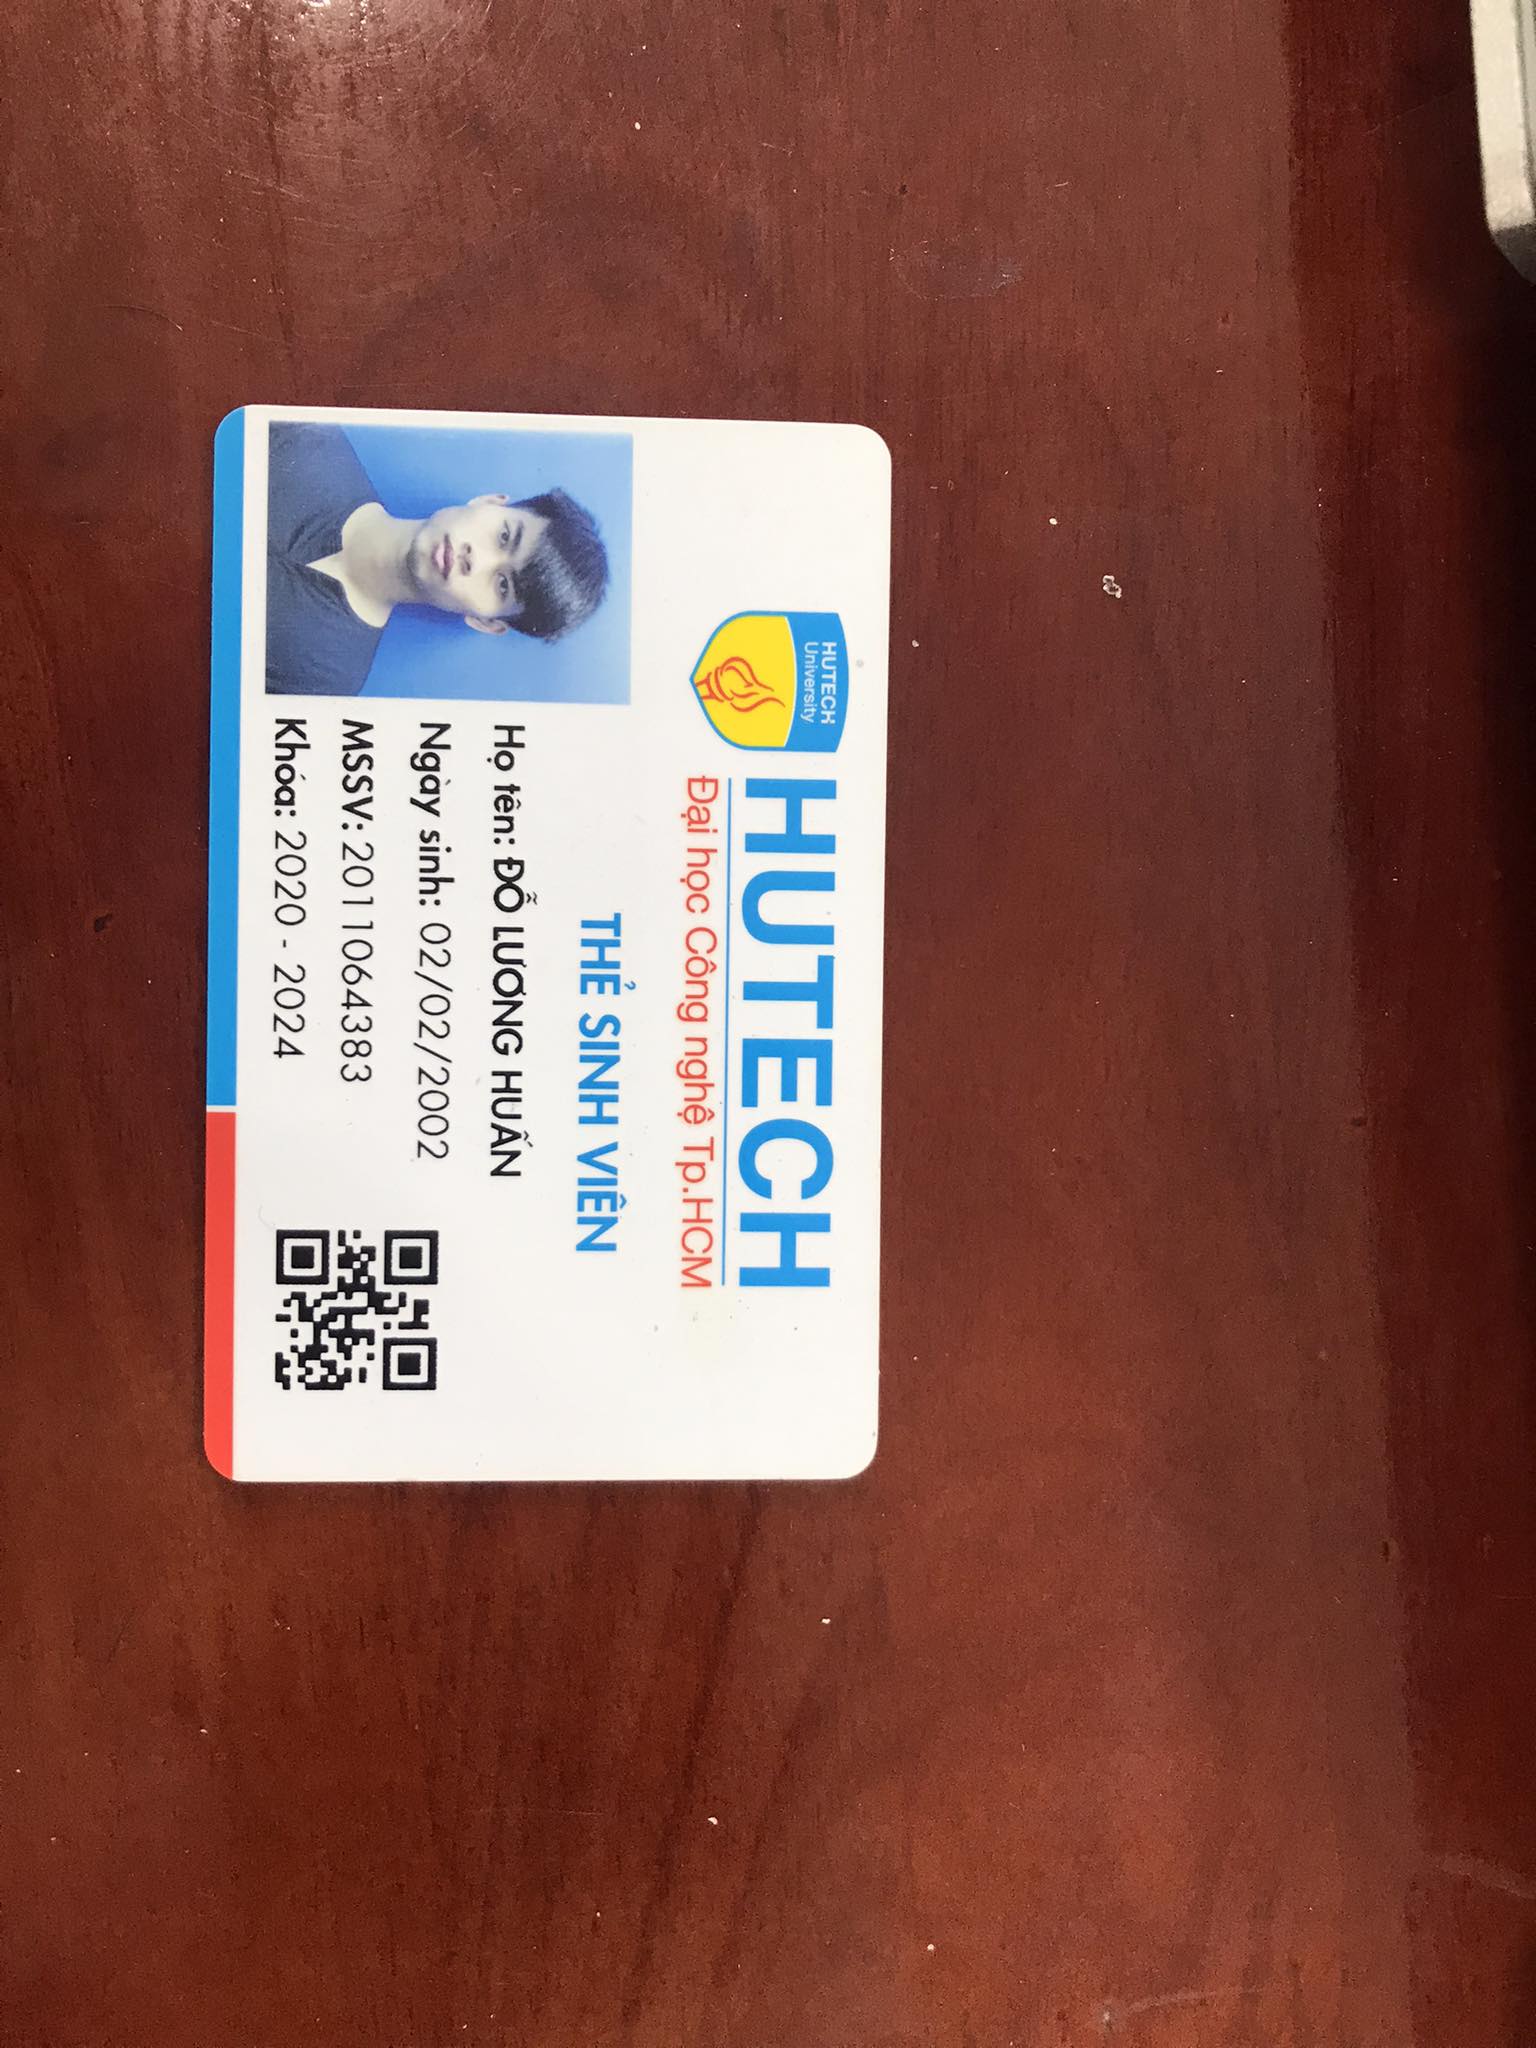 HUTECH
University
HUTECH
Đại học Công nghệ Tp.HCM
THẺ SINH VIÊN
Họ tên: ĐỖ LƯƠNG HUẤN
Ngày sinh: 02/02/2002
MSSV: 2011064383
Khóa: 2020 - 2024